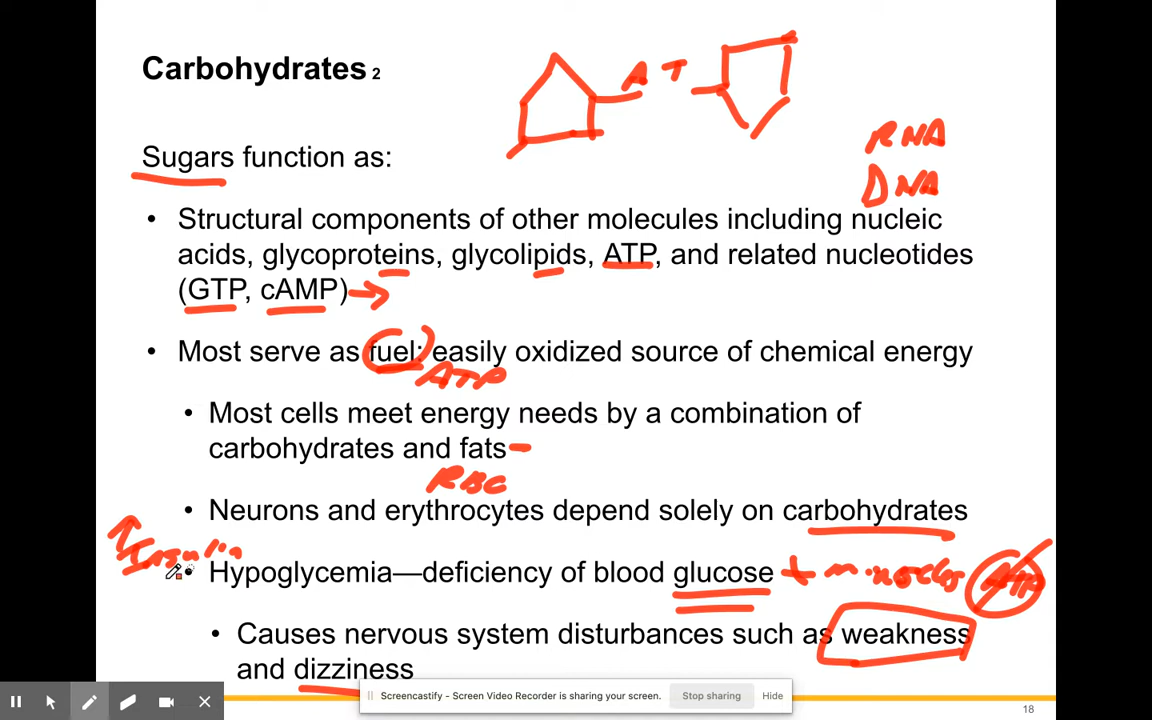 Carbohydrates 2
A T
RNA
DNA
Sugars function as:
• Structural components of other molecules including nucleic
acids, glycoproteins, glycolipids, ATP, and related nucleotides
(GTP, cAMP)→
• Most serve as fuel; easily oxidized source of chemical energy
ATP
• Most cells meet energy needs by a combination of
carbohydrates and fats
RBC
• Neurons and erythrocytes depend solely on carbohydrates
↑Insulin
• Hypoglycemia—deficiency of blood glucose + muscles ATP
• Causes nervous system disturbances such as weakness
and dizziness
Screencastify - Screen Video Recorder is sharing your screen. Stop sharing Hide
18